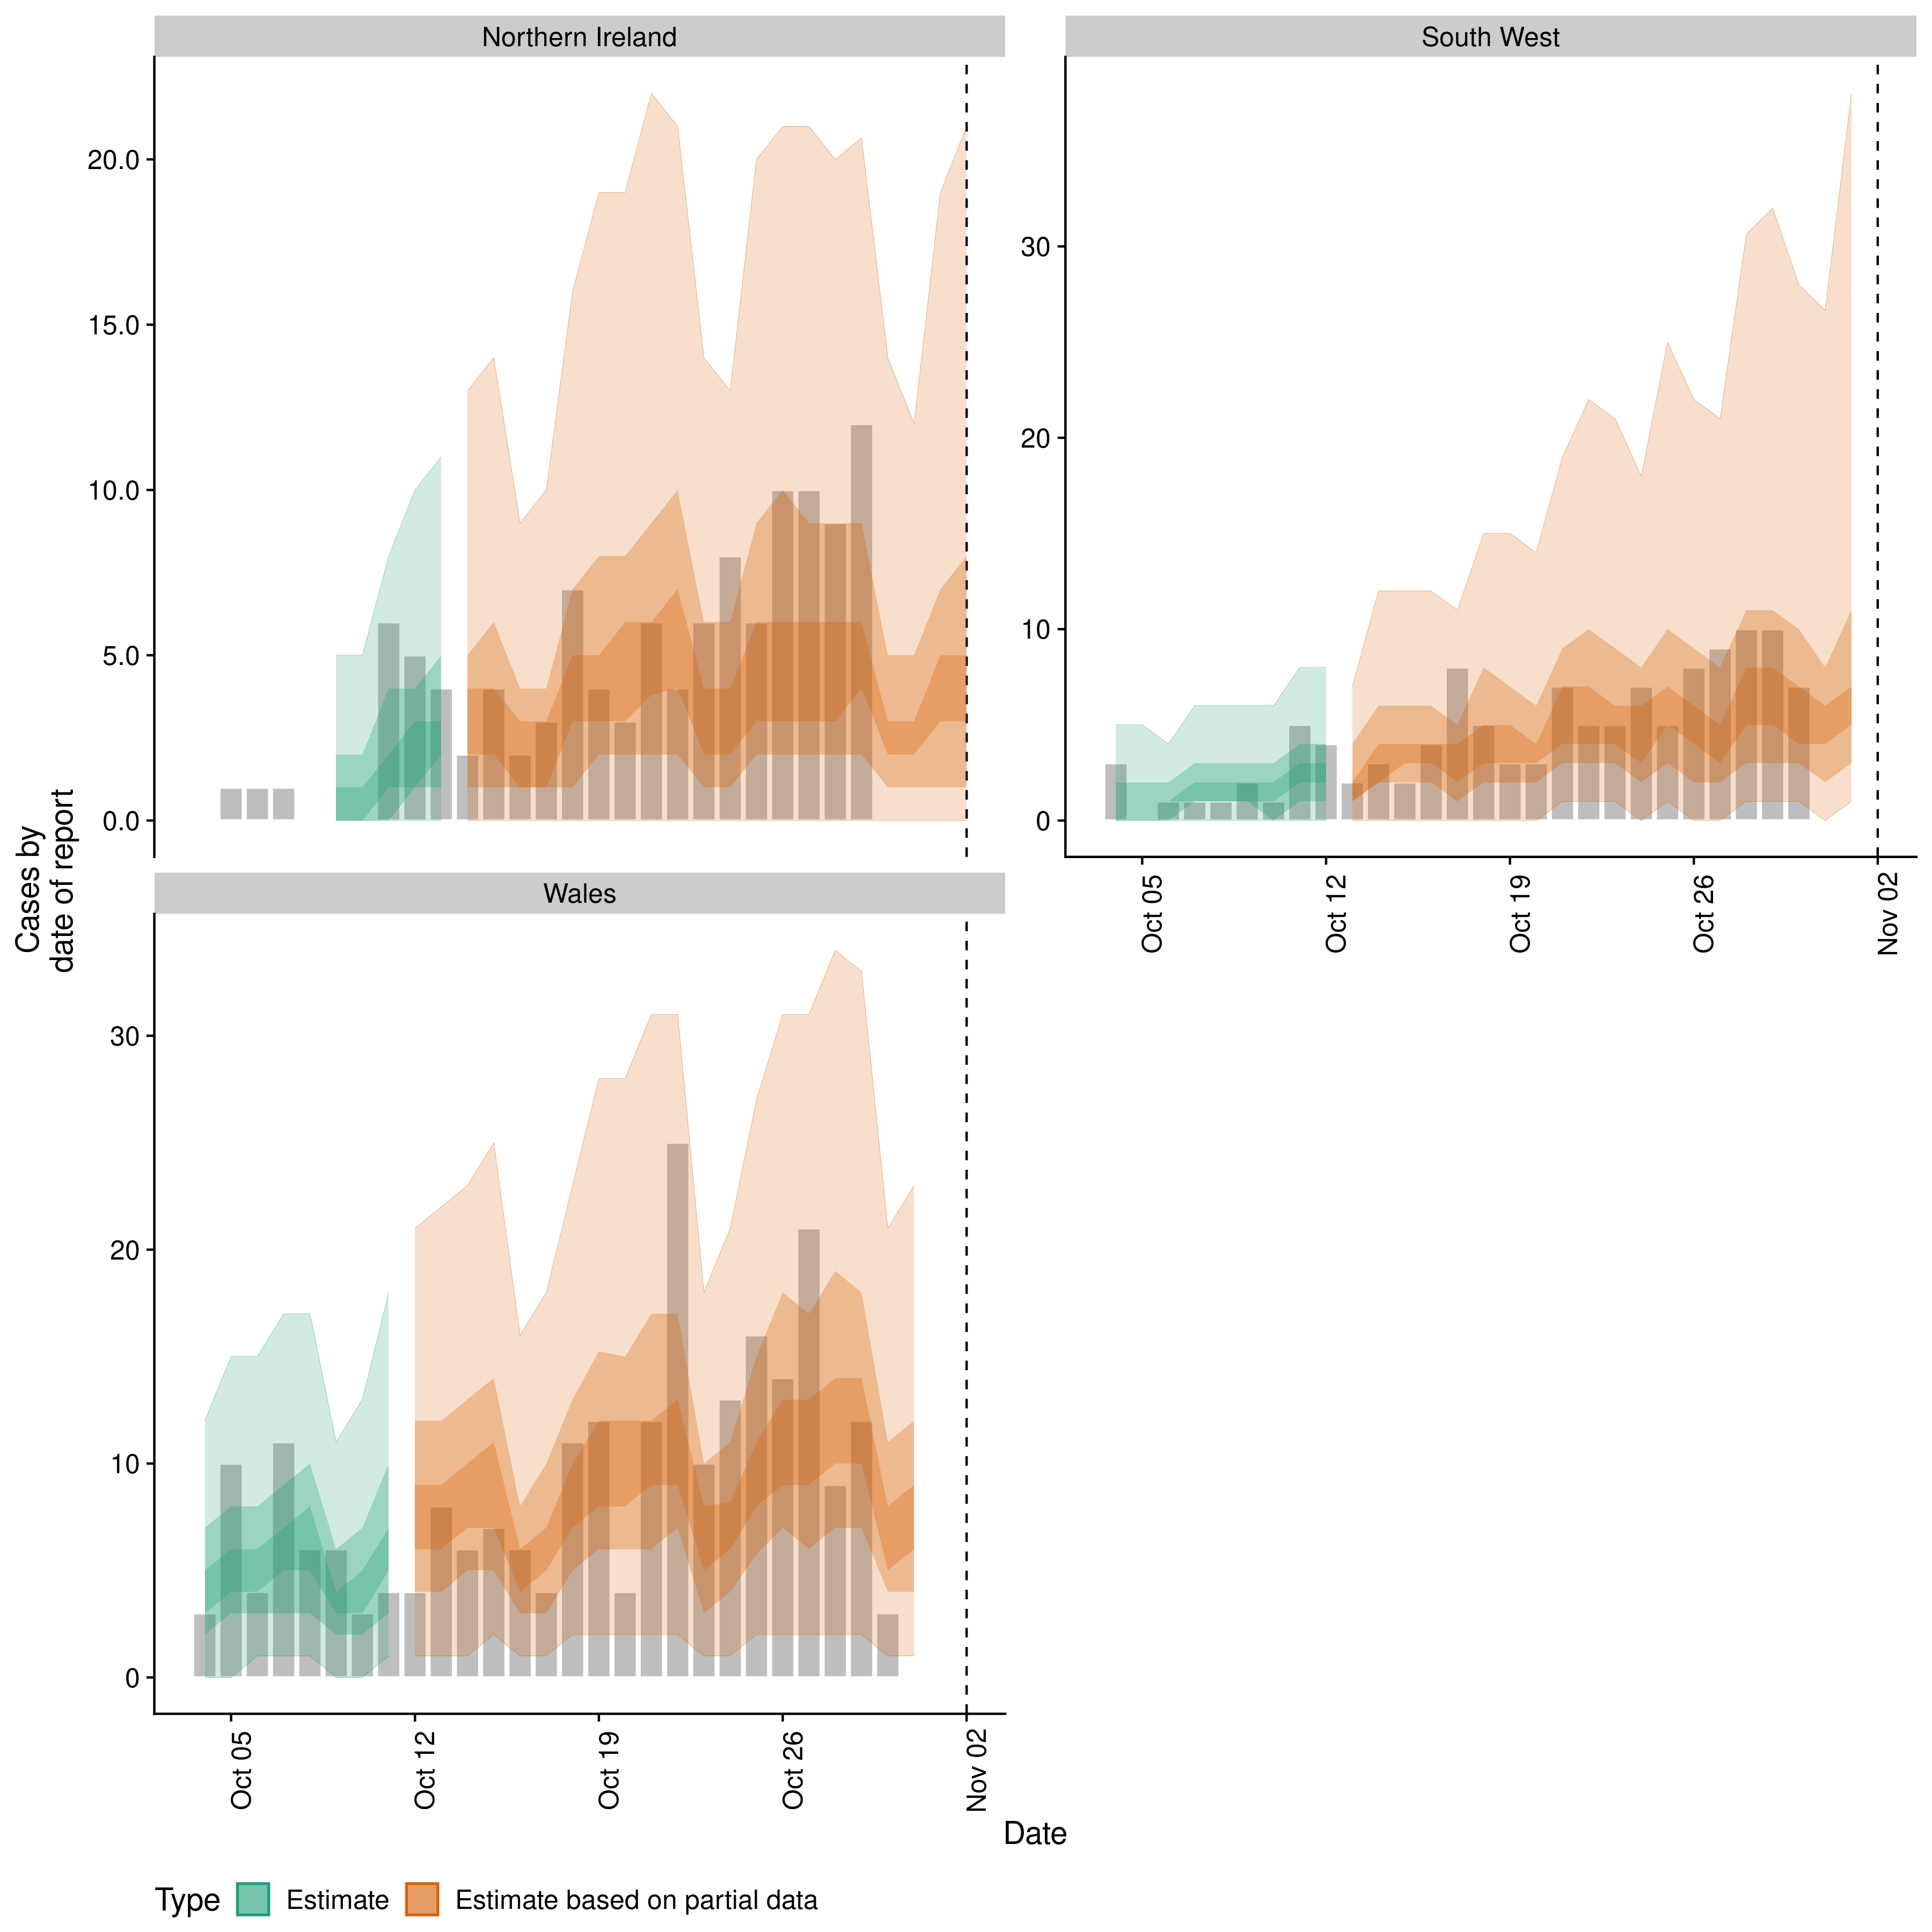 Northern Ireland
South West
20.0
15.0
10.0
5.0
0.0
30
20
10
0
Oct 05
Oct 12
Oct 19
Oct 26
Nov 02
Cases by
date of report
Wales
30
20
10
0
Oct 05
Oct 12
Oct 19
Oct 26
Nov 02
Date
Type Estimate Estimate based on partial data